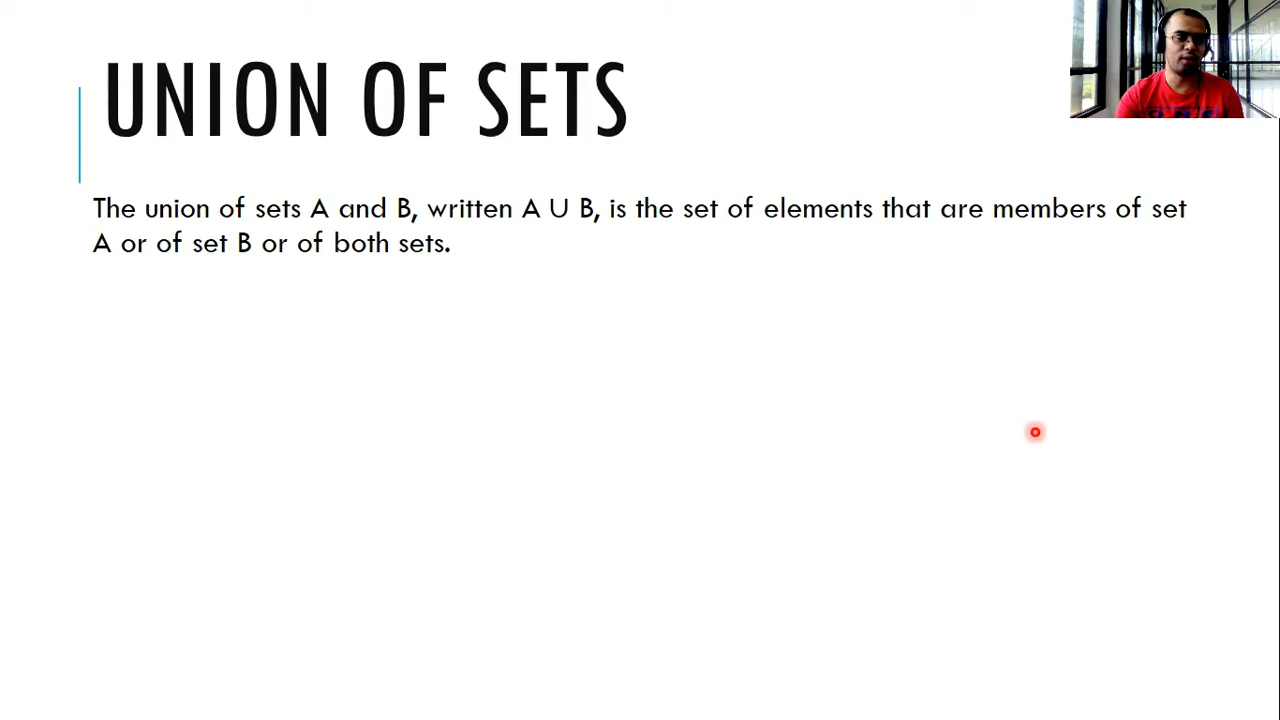 UNION OF SETS
The union of sets A and B, written A ∪ B, is the set of elements that are members of set
A or of set B or of both sets.